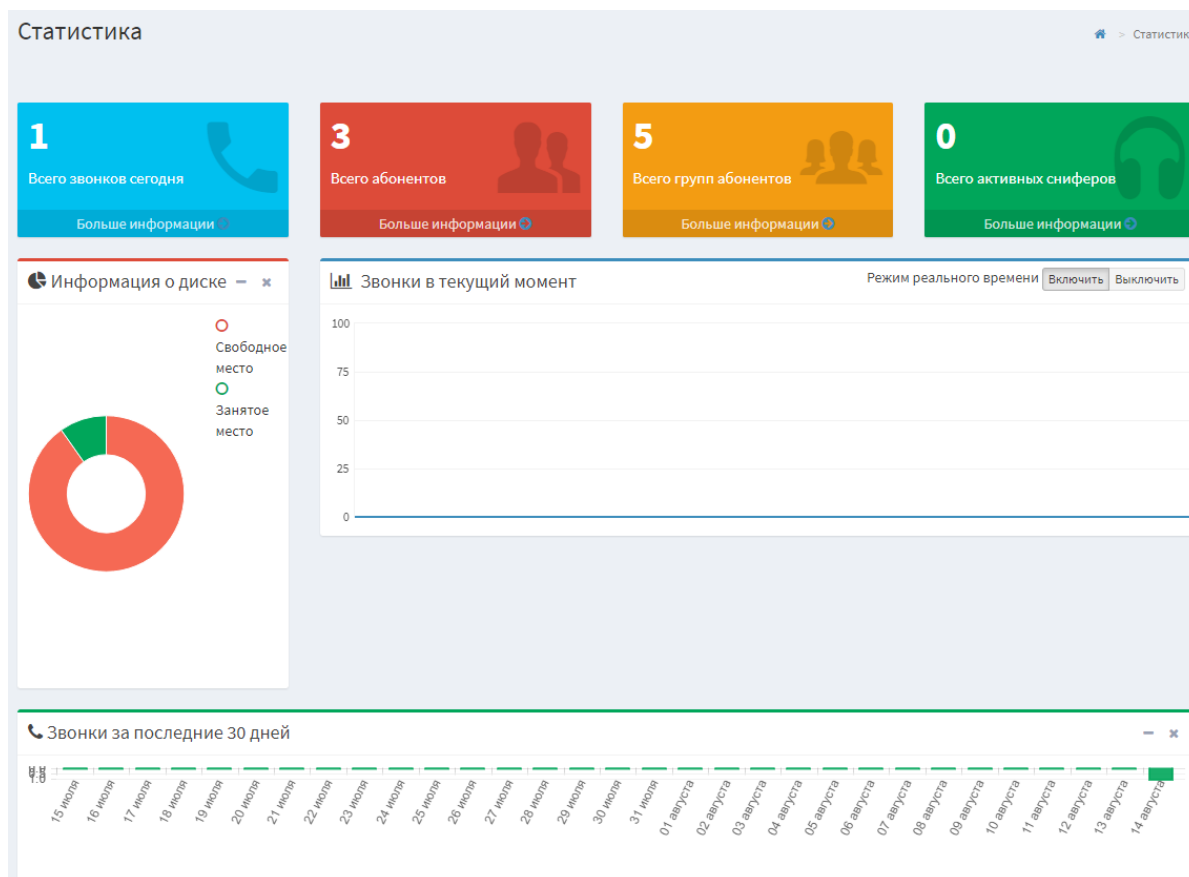 Статистика
> Статистик
1
Всего звонков сегодня
Больше информации
3
Всего абонентов
Больше информации
5
Всего групп абонентов
Больше информации
0
Всего активных сниферов
Больше информации
Информация о диске
Свободное
место
Занятое
место
Звонки в текущий момент
Режим реального времени Включить Выключить
100
75
50
25
0
Звонки за последние 30 дней
1.0
15 июля
16 июля
17 июля
18 июля
19 июля
20 июля
21 июля
22 июля
23 июля
24 июля
25 июля
26 июля
27 июля
28 июля
29 июля
30 июля
31 июля
01 августа
02 августа
03 августа
04 августа
05 августа
06 августа
07 августа
08 августа
09 августа
10 августа
11 августа
12 августа
13 августа
14 августа